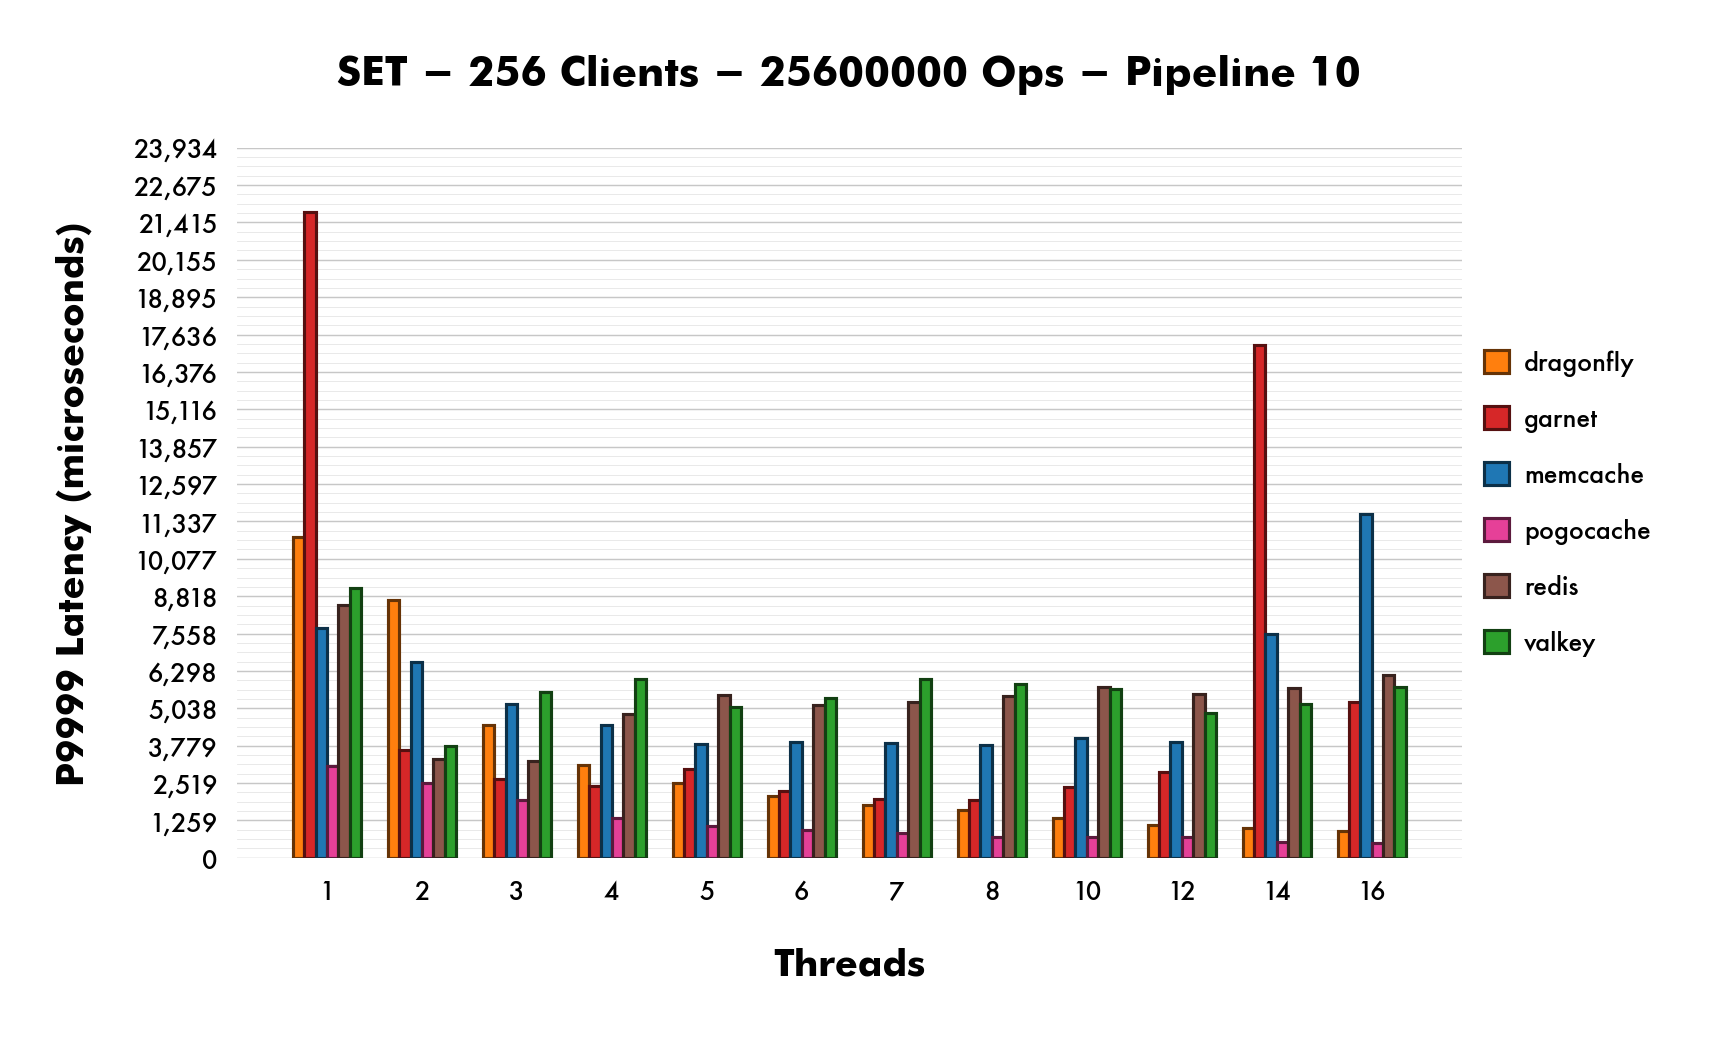 SET – 256 Clients – 25600000 Ops – Pipeline 10
P9999 Latency (microseconds)
23,934
22,675
21,415
20,155
18,895
17,636
16,376
15,116
13,857
12,597
11,337
10,077
8,818
7,558
6,298
5,038
3,779
2,519
1,259
0
1 2 3 4 5 6 7 8 10 12 14 16
Threads
dragonfly
garnet
memcache
pogocache
redis
valkey